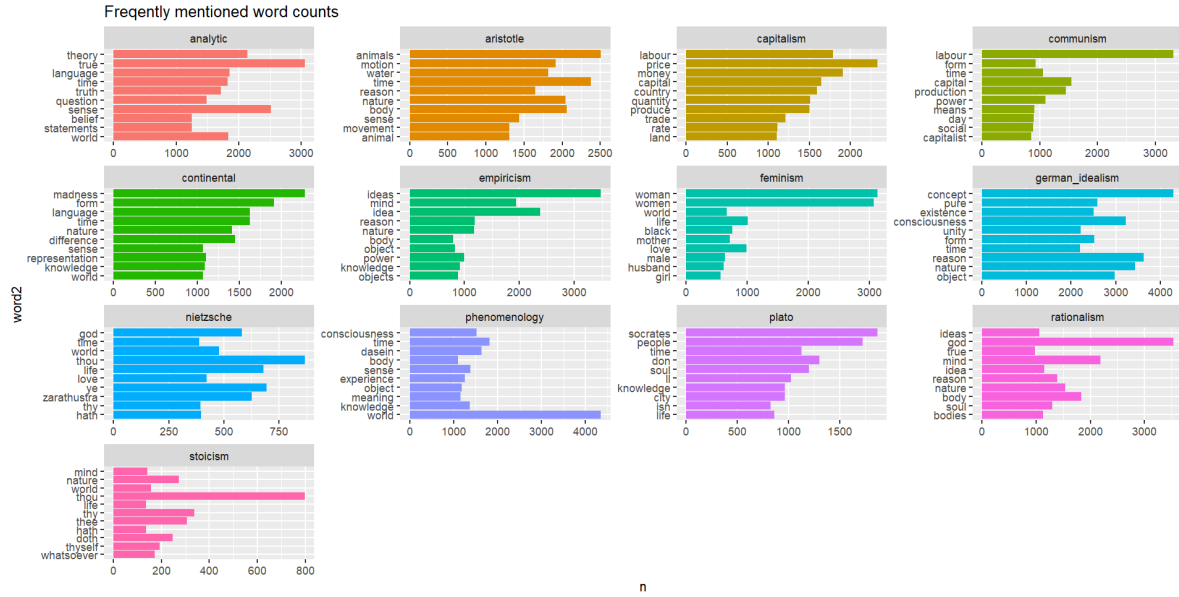 Freqently mentioned word counts
word2
analytic
theory
true
language
time
truth
question
sense
belief
statements
world
0 1000 2000 3000
aristotle
animals
motion
water
time
reason
nature
body
sense
movement
animal
0 500 1000 1500 2000 2500
capitalism
labour
price
money
capital
country
quantity
produce
trade
rate
land
0 500 1000 1500 2000
communism
labour
form
time
capital
production
power
means
day
social
capitalist
0 1000 2000 3000
continental
madness
form
language
time
nature
difference
sense
representation
knowledge
world
0 500 1000 1500 2000
empiricism
ideas
mind
idea
reason
nature
body
object
power
knowledge
objects
0 1000 2000 3000
feminism
woman
women
world
life
black
mother
love
male
husband
girl
0 1000 2000 3000
german_idealism
concept
pure
existence
consciousness
unity
form
time
reason
nature
object
0 1000 2000 3000 4000
nietzsche
god
time
world
thou
life
love
ye
zarathustra
thy
hath
0 250 500 750
phenomenology
consciousness
time
dasein
body
sense
experience
object
meaning
knowledge
world
0 1000 2000 3000 4000
plato
socrates
people
time
don
soul
ll
knowledge
city
isn
life
0 500 1000 1500
rationalism
ideas
god
true
mind
idea
reason
nature
body
soul
bodies
0 1000 2000 3000
stoicism
mind
nature
world
thou
life
thy
thee
hath
doth
thyself
whatsoever
0 200 400 600 800
n